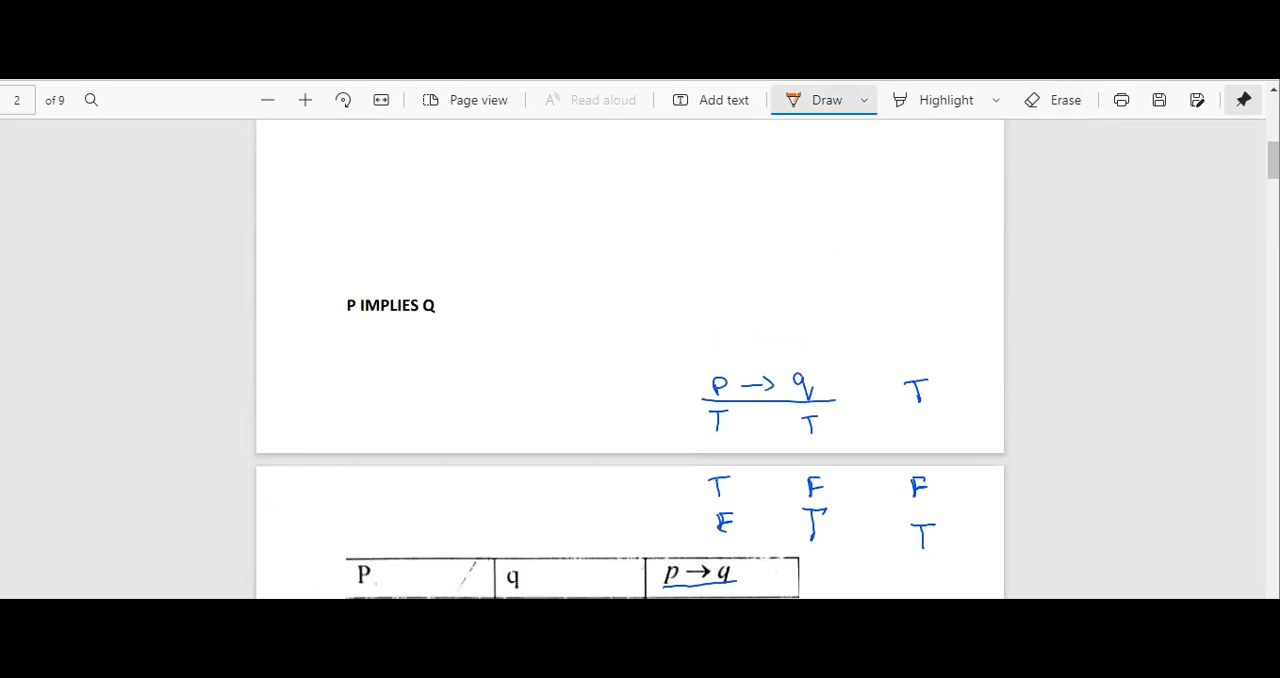 2 of 9 Page view Read aloud Add text Draw Highlight Erase
P IMPLIES Q
P → q T
T T
T F F
F T T
P q p → q